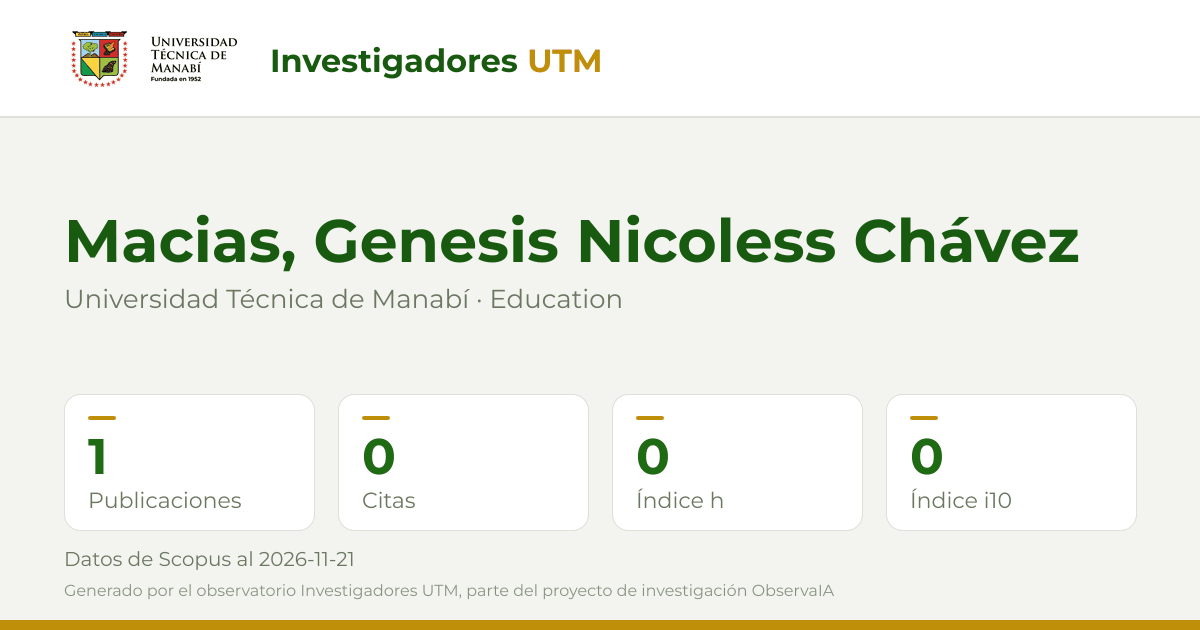 UNIVERSIDAD
TÉCNICA DE
MANABÍ
Fundada en 1952
Investigadores UTM
Macias, Genesis Nicoless Chávez
Universidad Técnica de Manabí · Education
1
Publicaciones
0
Citas
0
Índice h
0
Índice i10
Datos de Scopus al 2026-11-21
Generado por el observatorio Investigadores UTM, parte del proyecto de investigación ObservaIA